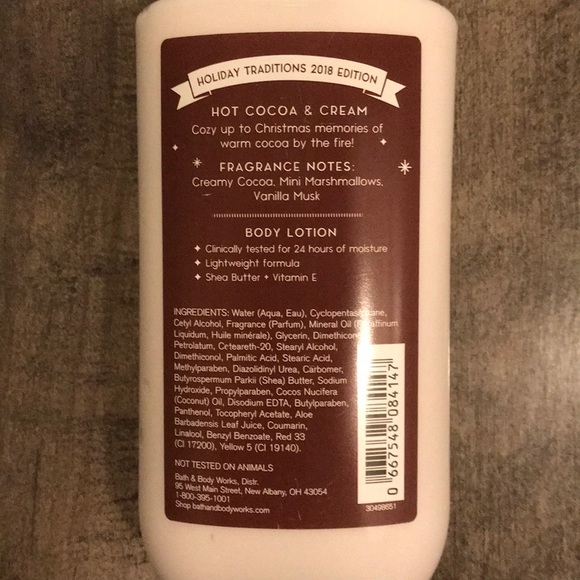 HOLIDAY TRADITIONS 2018 EDITION
HOT COCOA & CREAM
Cozy up to Christmas memories of
warm cocoa by the fire!
FRAGRANCE NOTES:
Creamy Cocoa, Mini Marshmallows,
Vanilla Musk
BODY LOTION
Clinically tested for 24 hours of moisture
Lightweight formula
Shea Butter + Vitamin E
INGREDIENTS: Water (Aqua, Eau),
Cetyl Alcohol, Fragrance (Parfum), Mineral Oil
Liquidum, Huile minérale), Glycerin,
Petrolatum, Ceteareth-20, Stearyl Alcohol,
Dimethiconol, Palmitic Acid, Stearic Acid,
Methylparaben, Diazolidinyl Urea, Carbomer,
Butyrospermum Parkii (Shea) Butter, Sodium
Hydroxide, Propylparaben, Cocos Nucifera
(Coconut) Oil, Disodium EDTA, Butylparaben,
Panthenol, Tocopheryl Acetate, Aloe
Barbadensis Leaf Juice, Coumarin,
Linalool, Benzyl Benzoate, Red 33
(CI 17200), Yellow 5 (CI 19140).
NOT TESTED ON ANIMALS
Bath & Body Works, Distr.
95 West Main Street, New Albany, OH 43054
1-800-395-1001
Shop bathandbodyworks.com
0 667548 084147
30498651